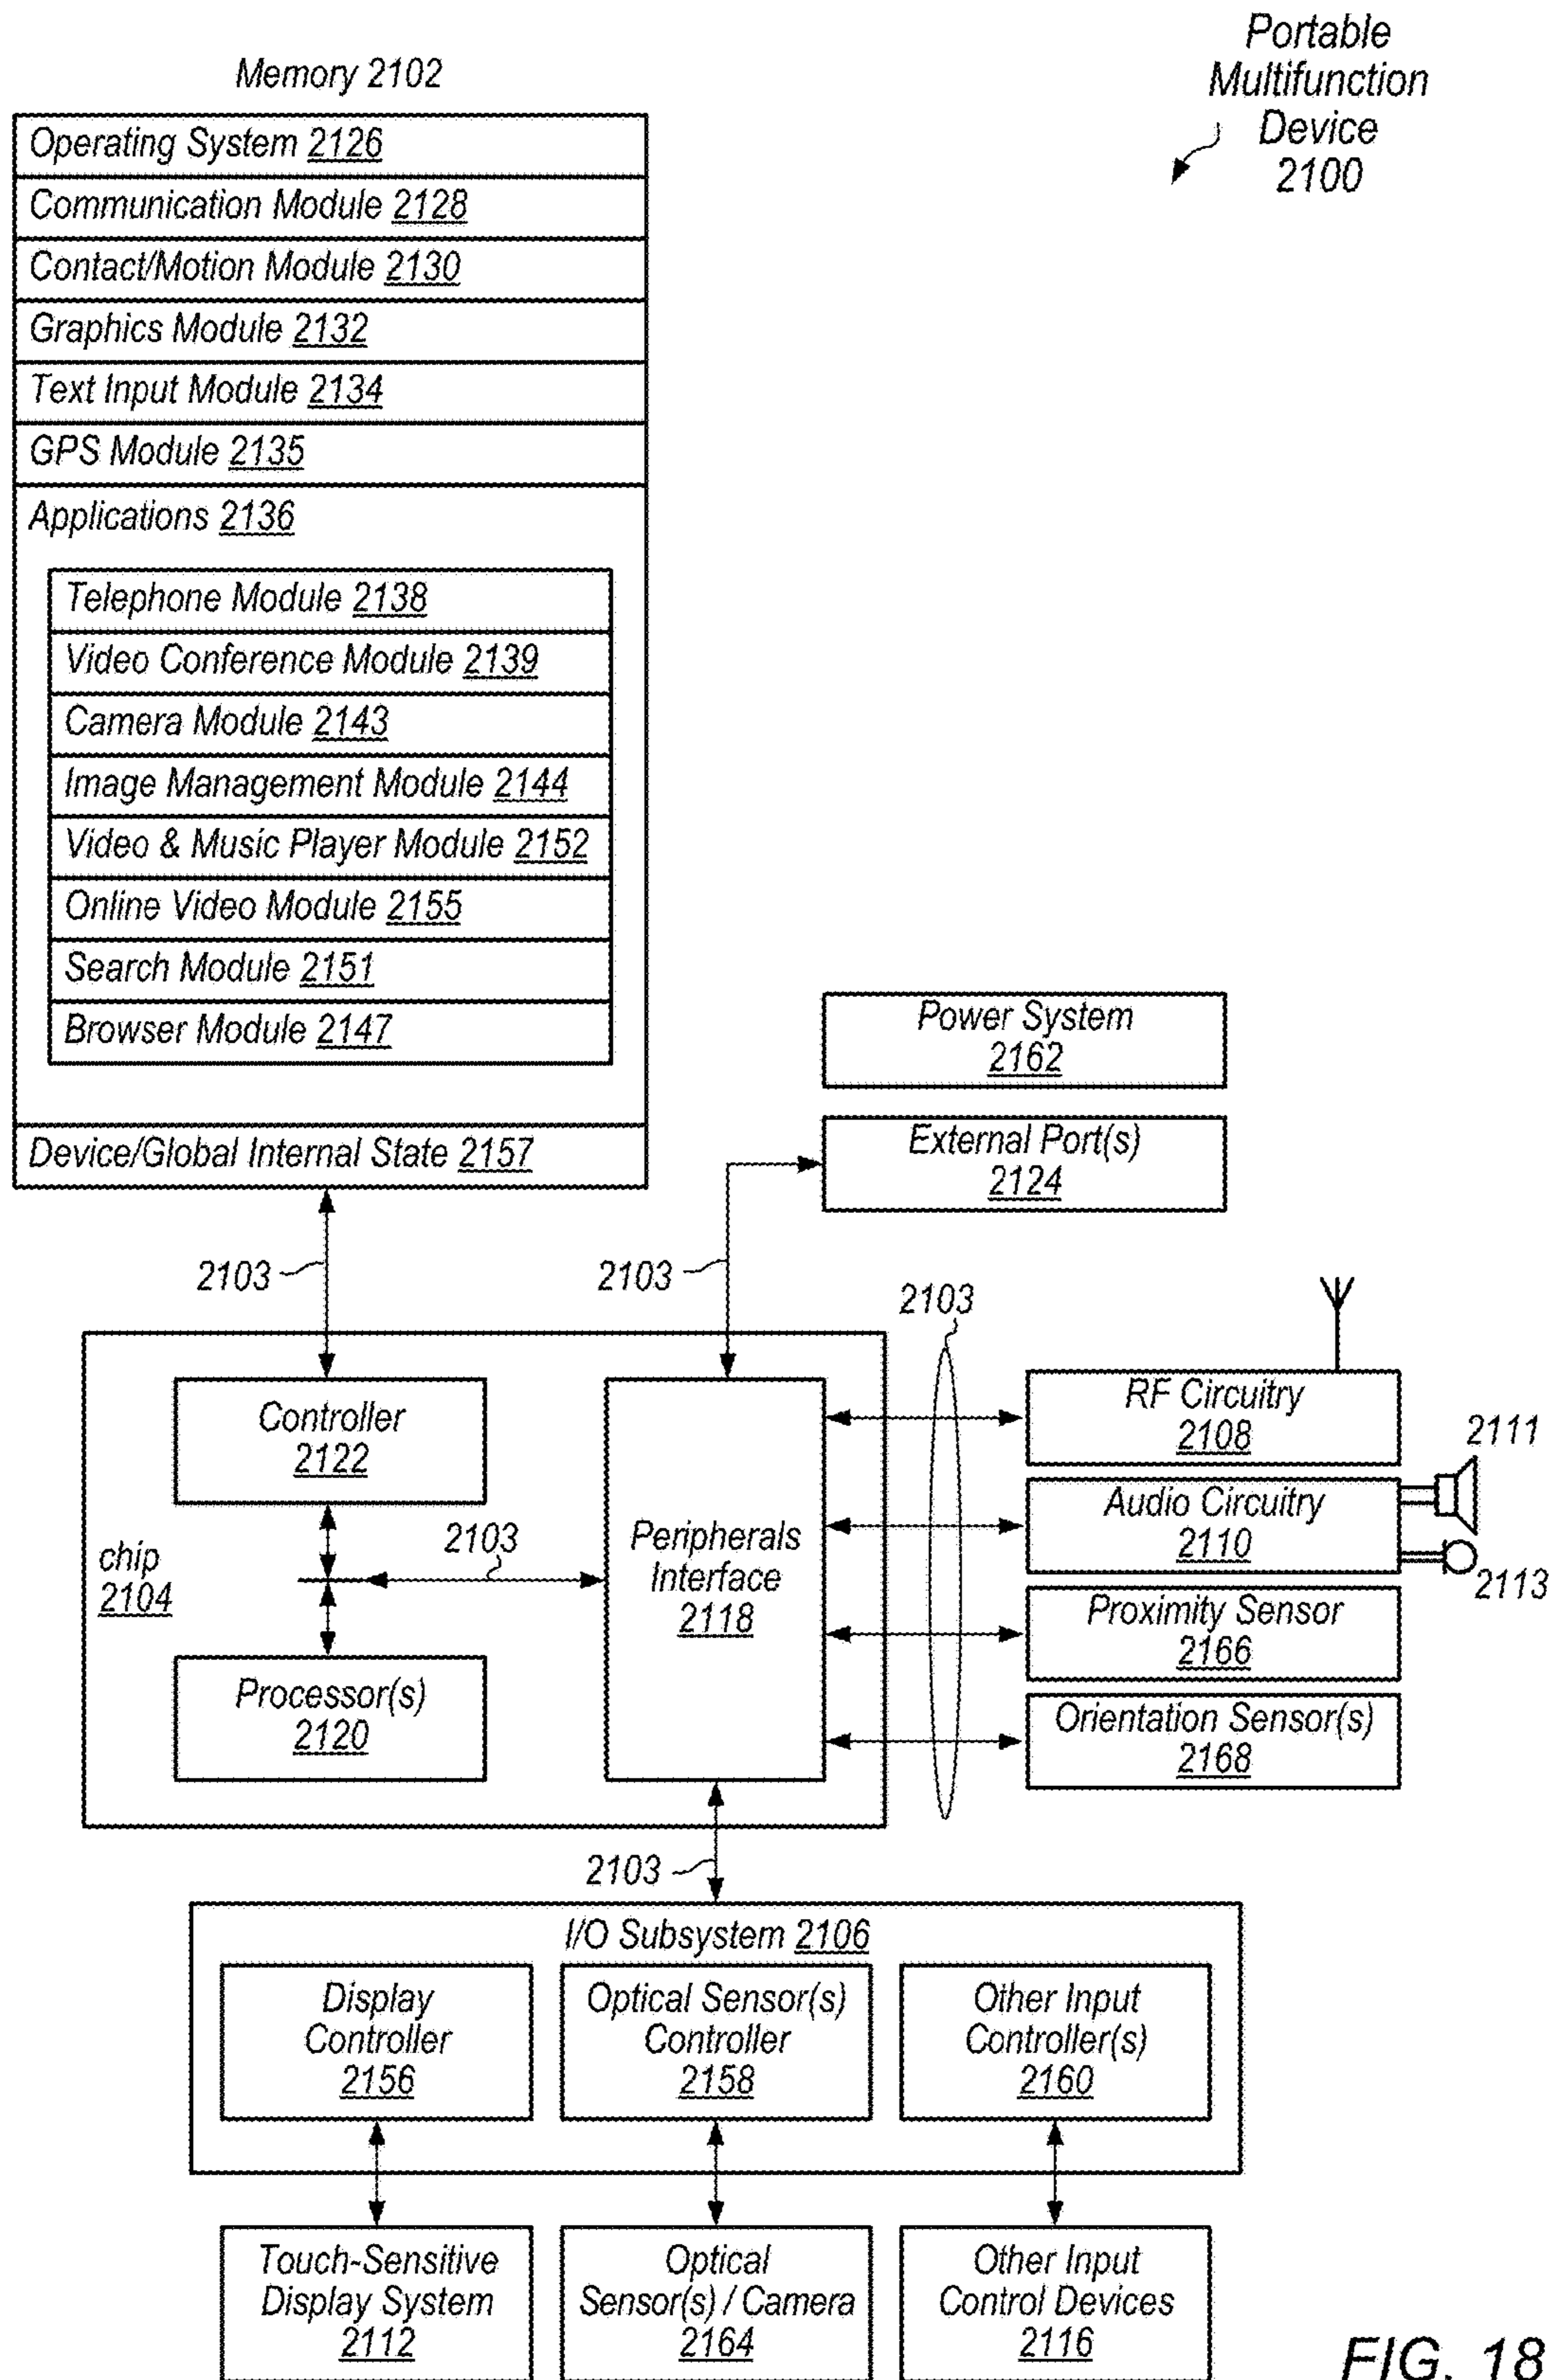 Portable
Multifunction
Device
2100
Memory 2102
Operating System 2126
Communication Module 2128
Contact/Motion Module 2130
Graphics Module 2132
Text Input Module 2134
GPS Module 2135
Applications 2136
Telephone Module 2138
Video Conference Module 2139
Camera Module 2143
Image Management Module 2144
Video & Music Player Module 2152
Online Video Module 2155
Search Module 2151
Browser Module 2147
Device/Global Internal State 2157
Power System
2162
External Port(s)
2124
2103
2103
2103
chip
2104
Controller
2122
2103
Processor(s)
2120
Peripherals
Interface
2118
RF Circuitry
2108
2111
Audio Circuitry
2110
2113
Proximity Sensor
2166
Orientation Sensor(s)
2168
2103
I/O Subsystem 2106
Display
Controller
2156
Optical Sensor(s)
Controller
2158
Other Input
Controller(s)
2160
Touch-Sensitive
Display System
2112
Optical
Sensor(s) / Camera
2164
Other Input
Control Devices
2116
FIG. 18